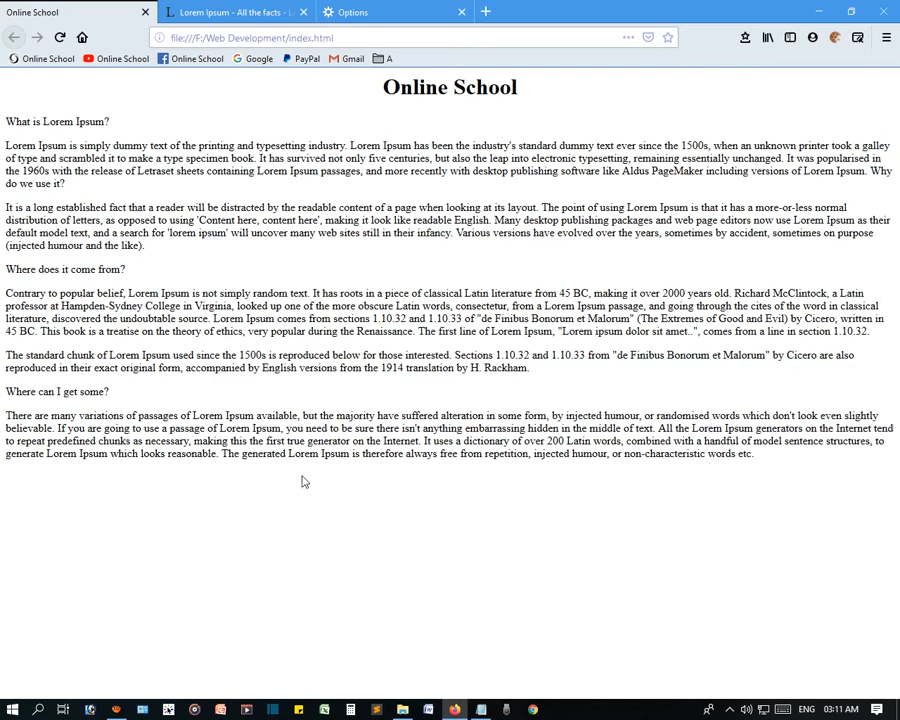 Online School
Lorem Ipsum - All the facts - L
Options
file:///F:/Web Development/index.html
Online School
Online School
Online School
Google
PayPal
Gmail
A
Online School
What is Lorem Ipsum?
Lorem Ipsum is simply dummy text of the printing and typesetting industry. Lorem Ipsum has been the industry's standard dummy text ever since the 1500s, when an unknown printer took a galley
of type and scrambled it to make a type specimen book. It has survived not only five centuries, but also the leap into electronic typesetting, remaining essentially unchanged. It was popularised in
the 1960s with the release of Letraset sheets containing Lorem Ipsum passages, and more recently with desktop publishing software like Aldus PageMaker including versions of Lorem Ipsum. Why
do we use it?
It is a long established fact that a reader will be distracted by the readable content of a page when looking at its layout. The point of using Lorem Ipsum is that it has a more-or-less normal
distribution of letters, as opposed to using 'Content here, content here', making it look like readable English. Many desktop publishing packages and web page editors now use Lorem Ipsum as their
default model text, and a search for 'lorem ipsum' will uncover many web sites still in their infancy. Various versions have evolved over the years, sometimes by accident, sometimes on purpose
(injected humour and the like).
Where does it come from?
Contrary to popular belief, Lorem Ipsum is not simply random text. It has roots in a piece of classical Latin literature from 45 BC, making it over 2000 years old. Richard McClintock, a Latin
professor at Hampden-Sydney College in Virginia, looked up one of the more obscure Latin words, consectetur, from a Lorem Ipsum passage, and going through the cites of the word in classical
literature, discovered the undoubtable source. Lorem Ipsum comes from sections 1.10.32 and 1.10.33 of "de Finibus Bonorum et Malorum" (The Extremes of Good and Evil) by Cicero, written in
45 BC. This book is a treatise on the theory of ethics, very popular during the Renaissance. The first line of Lorem Ipsum, "Lorem ipsum dolor sit amet..", comes from a line in section 1.10.32.
The standard chunk of Lorem Ipsum used since the 1500s is reproduced below for those interested. Sections 1.10.32 and 1.10.33 from "de Finibus Bonorum et Malorum" by Cicero are also
reproduced in their exact original form, accompanied by English versions from the 1914 translation by H. Rackham.
Where can I get some?
There are many variations of passages of Lorem Ipsum available, but the majority have suffered alteration in some form, by injected humour, or randomised words which don't look even slightly
believable. If you are going to use a passage of Lorem Ipsum, you need to be sure there isn't anything embarrassing hidden in the middle of text. All the Lorem Ipsum generators on the Internet tend
to repeat predefined chunks as necessary, making this the first true generator on the Internet. It uses a dictionary of over 200 Latin words, combined with a handful of model sentence structures, to
generate Lorem Ipsum which looks reasonable. The generated Lorem Ipsum is therefore always free from repetition, injected humour, or non-characteristic words etc.
ENG
03:11 AM